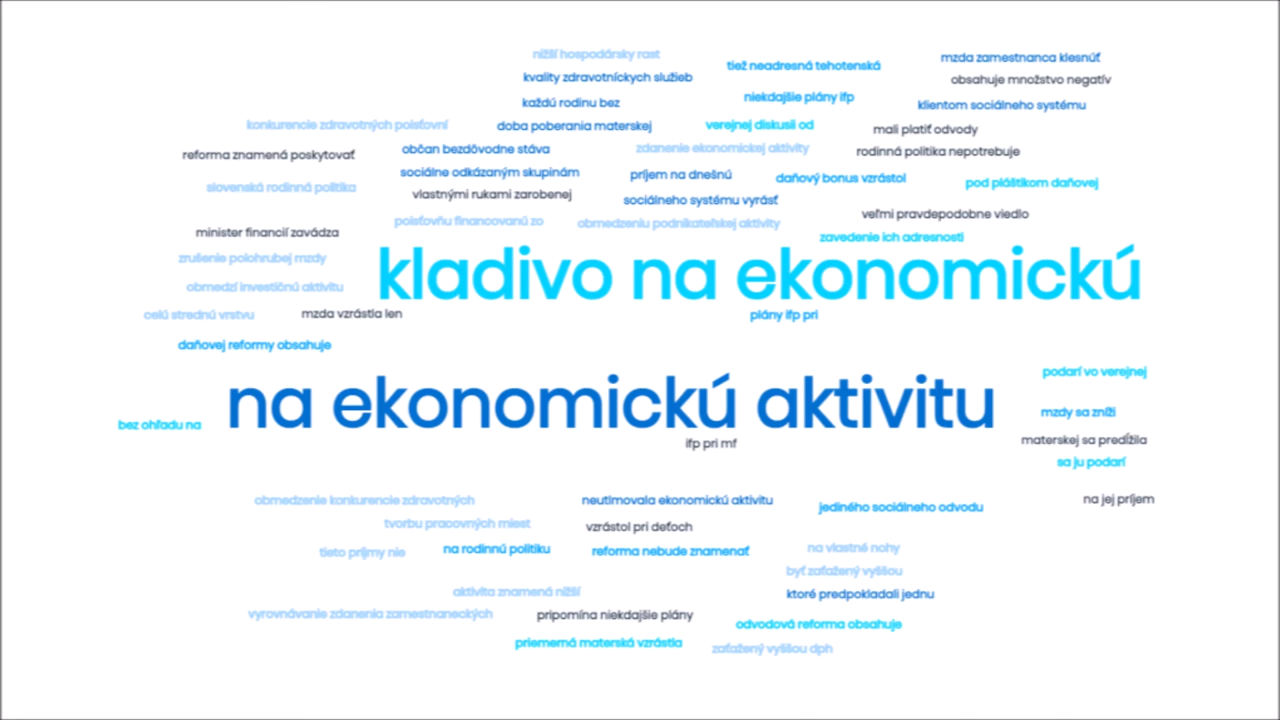 nižší hospodársky rast
kvality zdravotníckych služieb
tiež neadresná tehotenská
mzda zamestnanca klesnúť
obsahuje množstvo negatív
každú rodinu bez
niekdajšie plány ifp
klientom sociálneho systému
konkurencie zdravotných poisťovní
doba poberania materskej
verejnej diskusii od
mali platiť odvody
reforma znamená poskytovať
občan bezdôvodne stáva
zdanenie ekonomickej aktivity
rodinná politika nepotrebuje
sociálne odkázaným skupinám
príjem na dnešnú
daňový bonus vzrástol
pod pláštikom daňovej
slovenská rodinná politika
vlastnými rukami zarobenej
sociálneho systému vyrásť
poisťovňu financovanú zo
obmedzeniu podnikateľskej aktivity
veľmi pravdepodobne viedlo
minister financií zavádza
zavedenie ich adresnosti
zrušenie polohrubej mzdy
kladivo na ekonomickú
obmedzí investičnú aktivitu
celú strednú vrstvu
mzda vzrástla len
plány ifp pri
daňovej reformy obsahuje
podarí vo verejnej
na ekonomickú aktivitu
mzdy sa zníži
bez ohľadu na
ifp pri mf
materskej sa predĺžila
sa ju podarí
obmedzenie konkurencie zdravotných
neutlmovala ekonomickú aktivitu
jediného sociálneho odvodu
na jej príjem
tvorbu pracovných miest
vzrástol pri deťoch
tieto príjmy nie
na rodinnú politiku
reforma nebude znamenať
na vlastné nohy
byť zaťažený vyššou
aktivita znamená nižší
ktoré predpokladali jednu
vyrovnávanie zdanenia zamestnaneckých
pripomína niekdajšie plány
odvodová reforma obsahuje
priemerná materská vzrástla
zaťažený vyššou dph